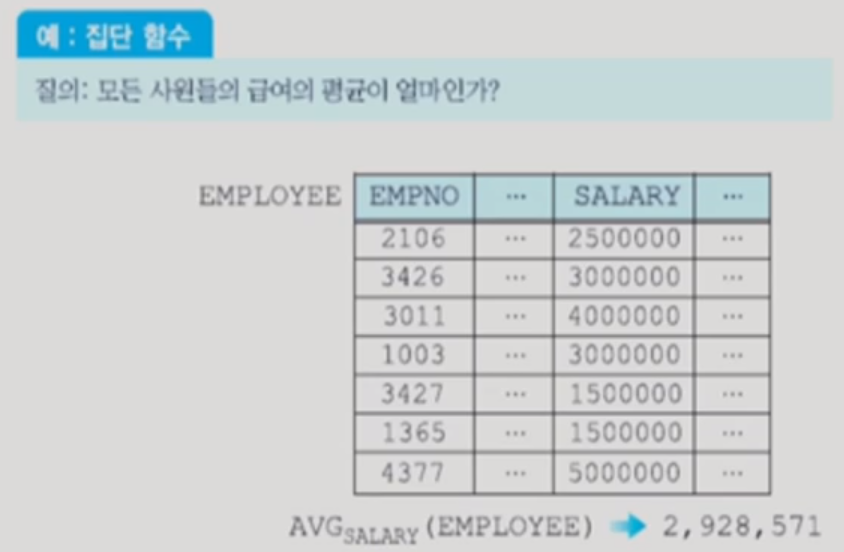 예 : 집단 함수
질의: 모든 사원들의 급여의 평균이 얼마인가?
EMPLOYEE EMPNO … SALARY …
2106 … 2500000 …
3426 … 3000000 …
3011 … 4000000 …
1003 … 3000000 …
3427 … 1500000 …
1365 … 1500000 …
4377 … 5000000 …
AVG SALARY (EMPLOYEE) ➡ 2,928,571